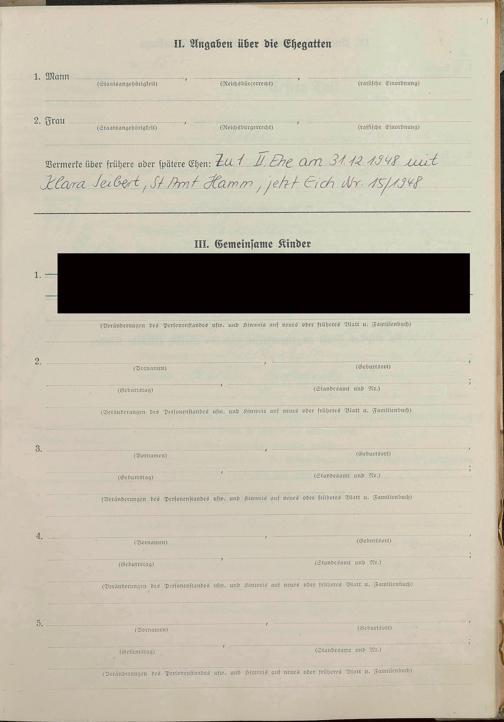 II. Angaben über die Ehegatten
1. Mann , , 
(Staatsangehörigkeit) (Reichsbürgerrecht) (rassische Einordnung)
2. Frau , , 
(Staatsangehörigkeit) (Reichsbürgerrecht) (rassische Einordnung)
Vermerke über frühere oder spätere Ehen: Zu 1 II Ehe am 31.12.1948 mit
Klara Seibert, St Amt Hamm, jetzt Eich Nr. 15/1948
III. Gemeinsame Kinder
1.
(Veränderungen des Personenstandes usw. und Hinweis auf neues oder früheres Blatt u. Familienbuch)
2. , ;
(Vornamen) (Geburtsort)
, ;
(Geburtstag) (Standesamt und Nr.)
(Veränderungen des Personenstandes usw. und Hinweis auf neues oder früheres Blatt u. Familienbuch)
3. , ;
(Vornamen) (Geburtsort)
, ;
(Geburtstag) (Standesamt und Nr.)
(Veränderungen des Personenstandes usw. und Hinweis auf neues oder früheres Blatt u. Familienbuch)
4. , ;
(Vornamen) (Geburtsort)
, ;
(Geburtstag) (Standesamt und Nr.)
(Veränderungen des Personenstandes usw. und Hinweis auf neues oder früheres Blatt u. Familienbuch)
5. , ;
(Vornamen) (Geburtsort)
, ;
(Geburtstag) (Standesamt und Nr.)
(Veränderungen des Personenstandes usw. und Hinweis auf neues oder früheres Blatt u. Familienbuch)